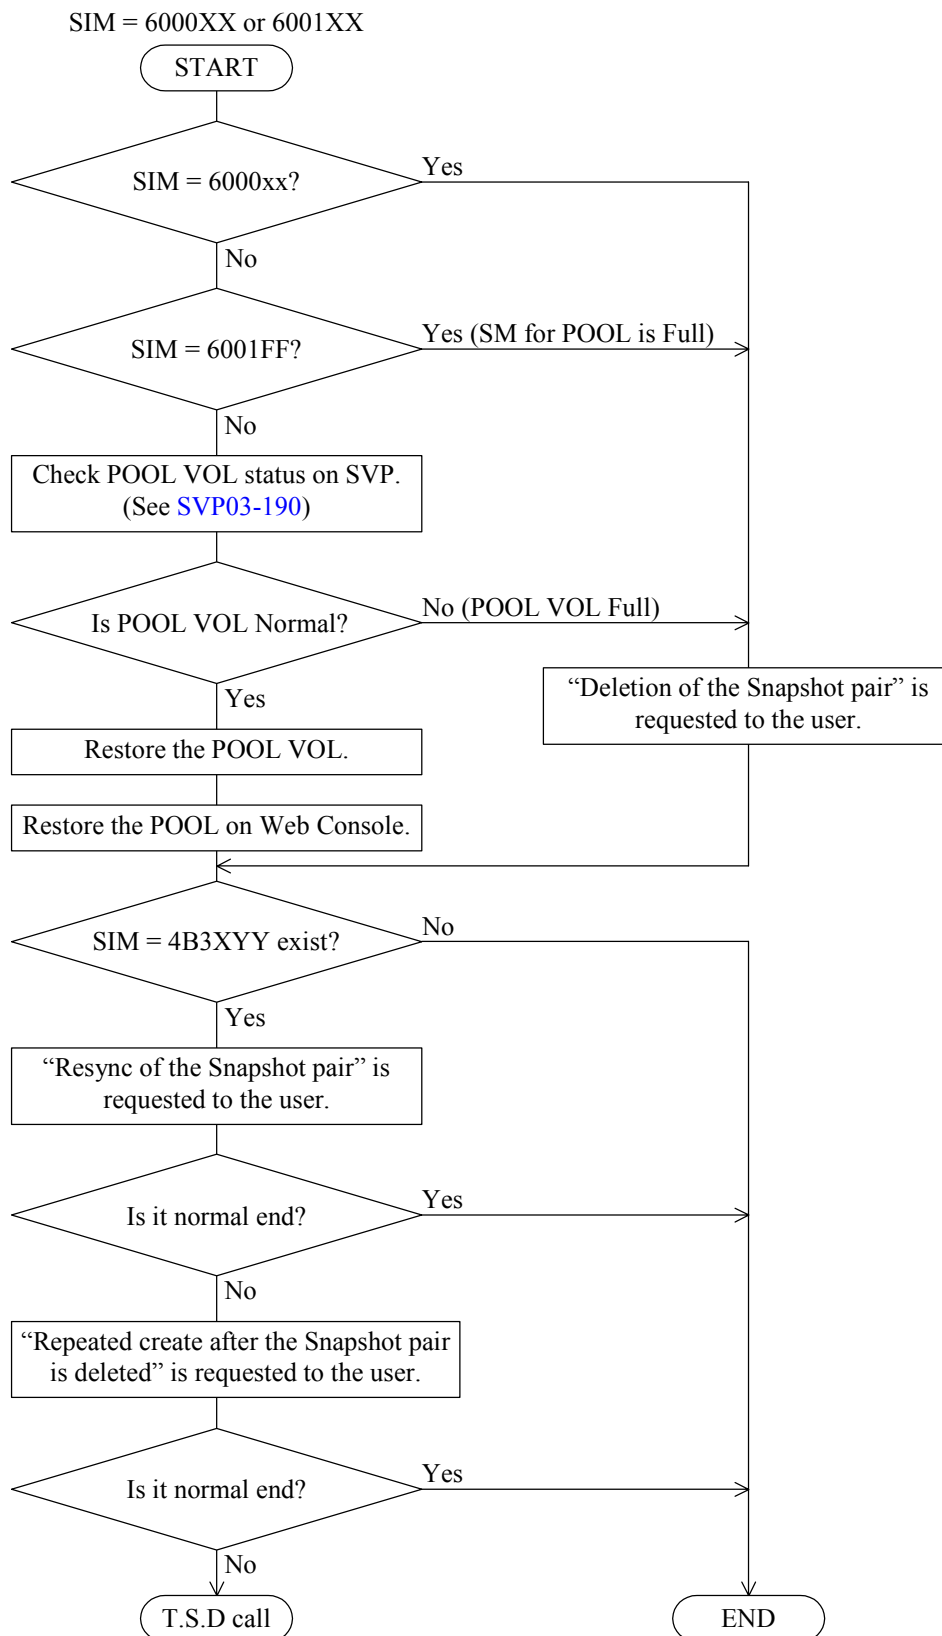 SIM = 6000XX or 6001XX
START
SIM = 6000xx?
Yes
No
SIM = 6001FF?
Yes (SM for POOL is Full)
No
Check POOL VOL status on SVP.
(See SVP03-190)
Is POOL VOL Normal?
No (POOL VOL Full)
Yes
“Deletion of the Snapshot pair” is
requested to the user.
Restore the POOL VOL.
Restore the POOL on Web Console.
SIM = 4B3XYY exist?
No
Yes
“Resync of the Snapshot pair” is
requested to the user.
Is it normal end?
Yes
No
“Repeated create after the Snapshot pair
is deleted” is requested to the user.
Is it normal end?
Yes
No
T.S.D call
END